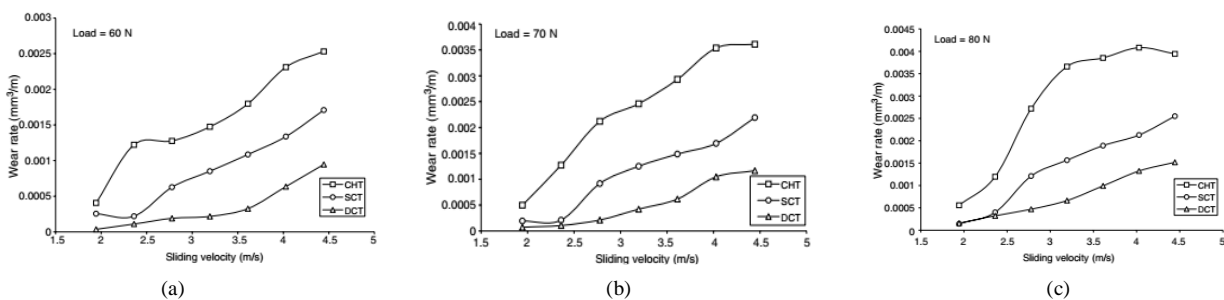 0.003
0.0025
0.002
0.0015
0.001
0.0005
0
Load = 60 N
Wear rate (mm³/m)
CHT
SCT
DCT
1.5 2 2.5 3 3.5 4 4.5 5
Sliding velocity (m/s)
(a)
0.004
0.0035
0.003
0.0025
0.002
0.0015
0.001
0.0005
0
Load = 70 N
Wear rate (mm³/m)
CHT
SCT
DCT
1.5 2 2.5 3 3.5 4 4.5 5
Sliding velocity (m/s)
(b)
0.0045
0.004
0.0035
0.003
0.0025
0.002
0.0015
0.001
0.0005
0
Load = 80 N
Wear rate (mm³/m)
CHT
SCT
DCT
1.5 2 2.5 3 3.5 4 4.5 5
Sliding velocity (m/s)
(c)